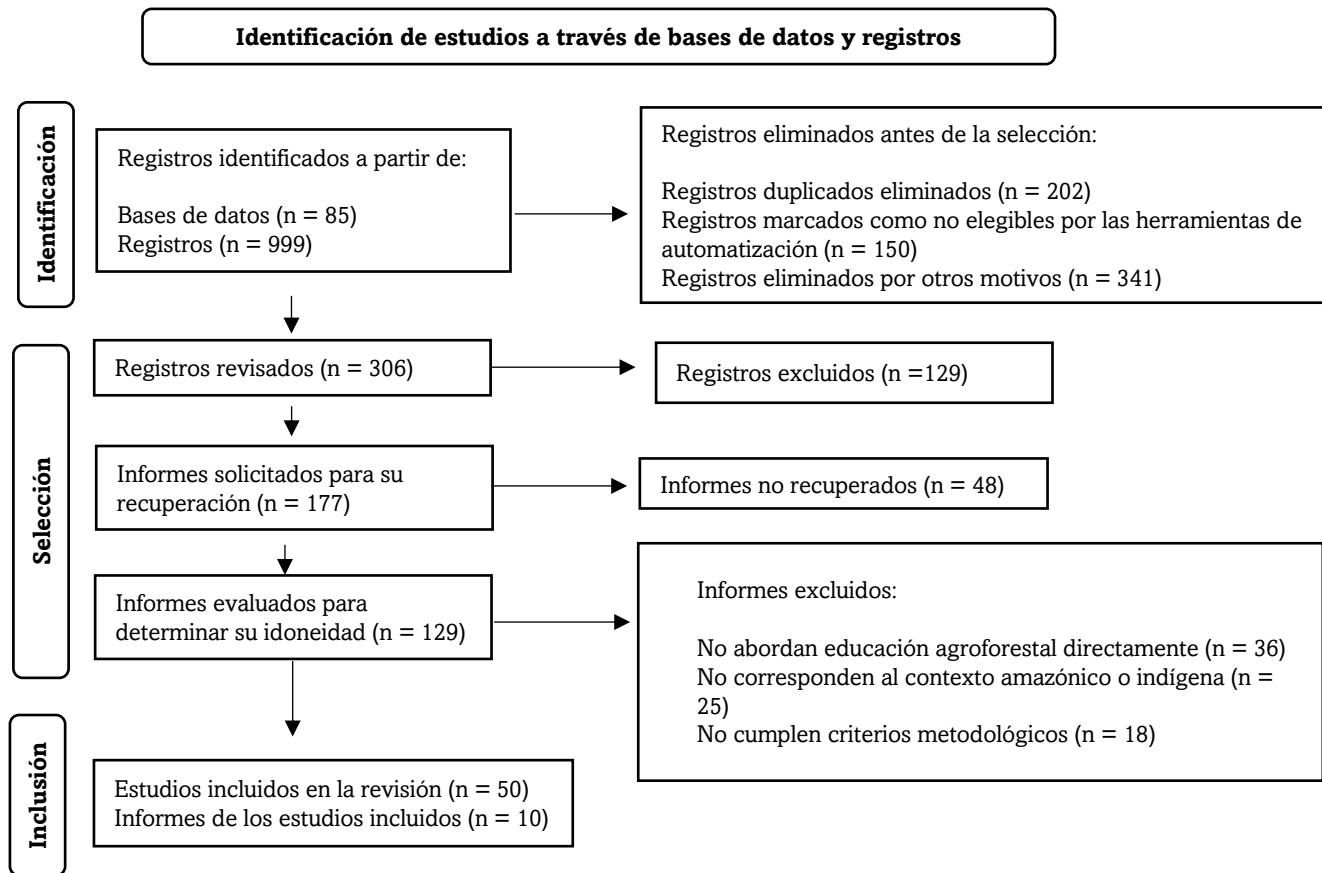 Identificación de estudios a través de bases de datos y registros
Identificación
Registros identificados a partir de:
Bases de datos (n = 85)
Registros (n = 999)
Registros eliminados antes de la selección:
Registros duplicados eliminados (n = 202)
Registros marcados como no elegibles por las herramientas de
automatización (n = 150)
Registros eliminados por otros motivos (n = 341)
Selección
Registros revisados (n = 306)
Registros excluidos (n =129)
Informes solicitados para su
recuperación (n = 177)
Informes no recuperados (n = 48)
Informes evaluados para
determinar su idoneidad (n = 129)
Informes excluidos:
No abordan educación agroforestal directamente (n = 36)
No corresponden al contexto amazónico o indígena (n =
25)
No cumplen criterios metodológicos (n = 18)
Inclusión
Estudios incluidos en la revisión (n = 50)
Informes de los estudios incluidos (n = 10)